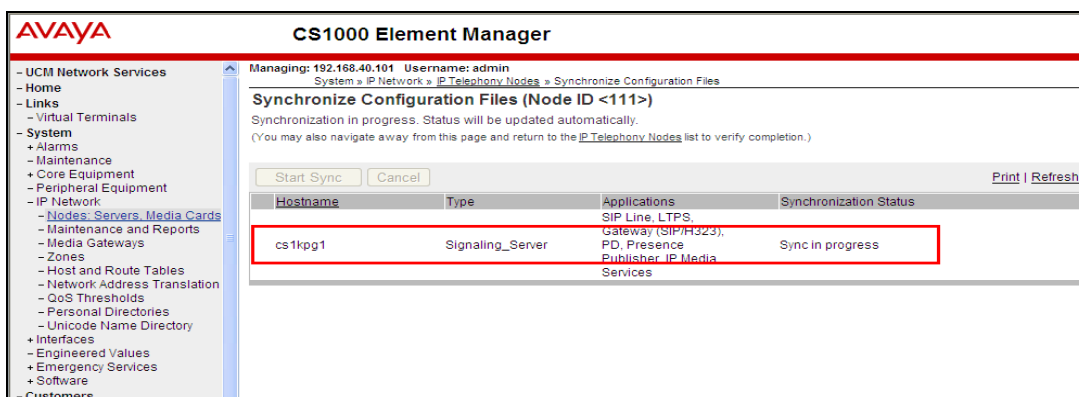 AVAYA
CS1000 Element Manager
- UCM Network Services
- Home
- Links
- Virtual Terminals
- System
+ Alarms
- Maintenance
+ Core Equipment
- Peripheral Equipment
- IP Network
- Nodes: Servers, Media Cards
- Maintenance and Reports
- Media Gateways
- Zones
- Host and Route Tables
- Network Address Translation
- QoS Thresholds
- Personal Directories
- Unicode Name Directory
+ Interfaces
- Engineered Values
+ Emergency Services
+ Software
- Customers
Managing: 192.168.40.101 Username: admin
System » IP Network » IP Telephony Nodes » Synchronize Configuration Files
Synchronize Configuration Files (Node ID <111>)
Synchronization in progress. Status will be updated automatically.
(You may also navigate away from this page and return to the IP Telephony Nodes list to verify completion.)
Start Sync Cancel
Print | Refresh
Hostname Type Applications Synchronization Status
SIP Line, LTPS,
Gateway (SIP/H323),
cs1kpg1 Signaling_Server PD, Presence Sync in progress
Publisher, IP Media
Services